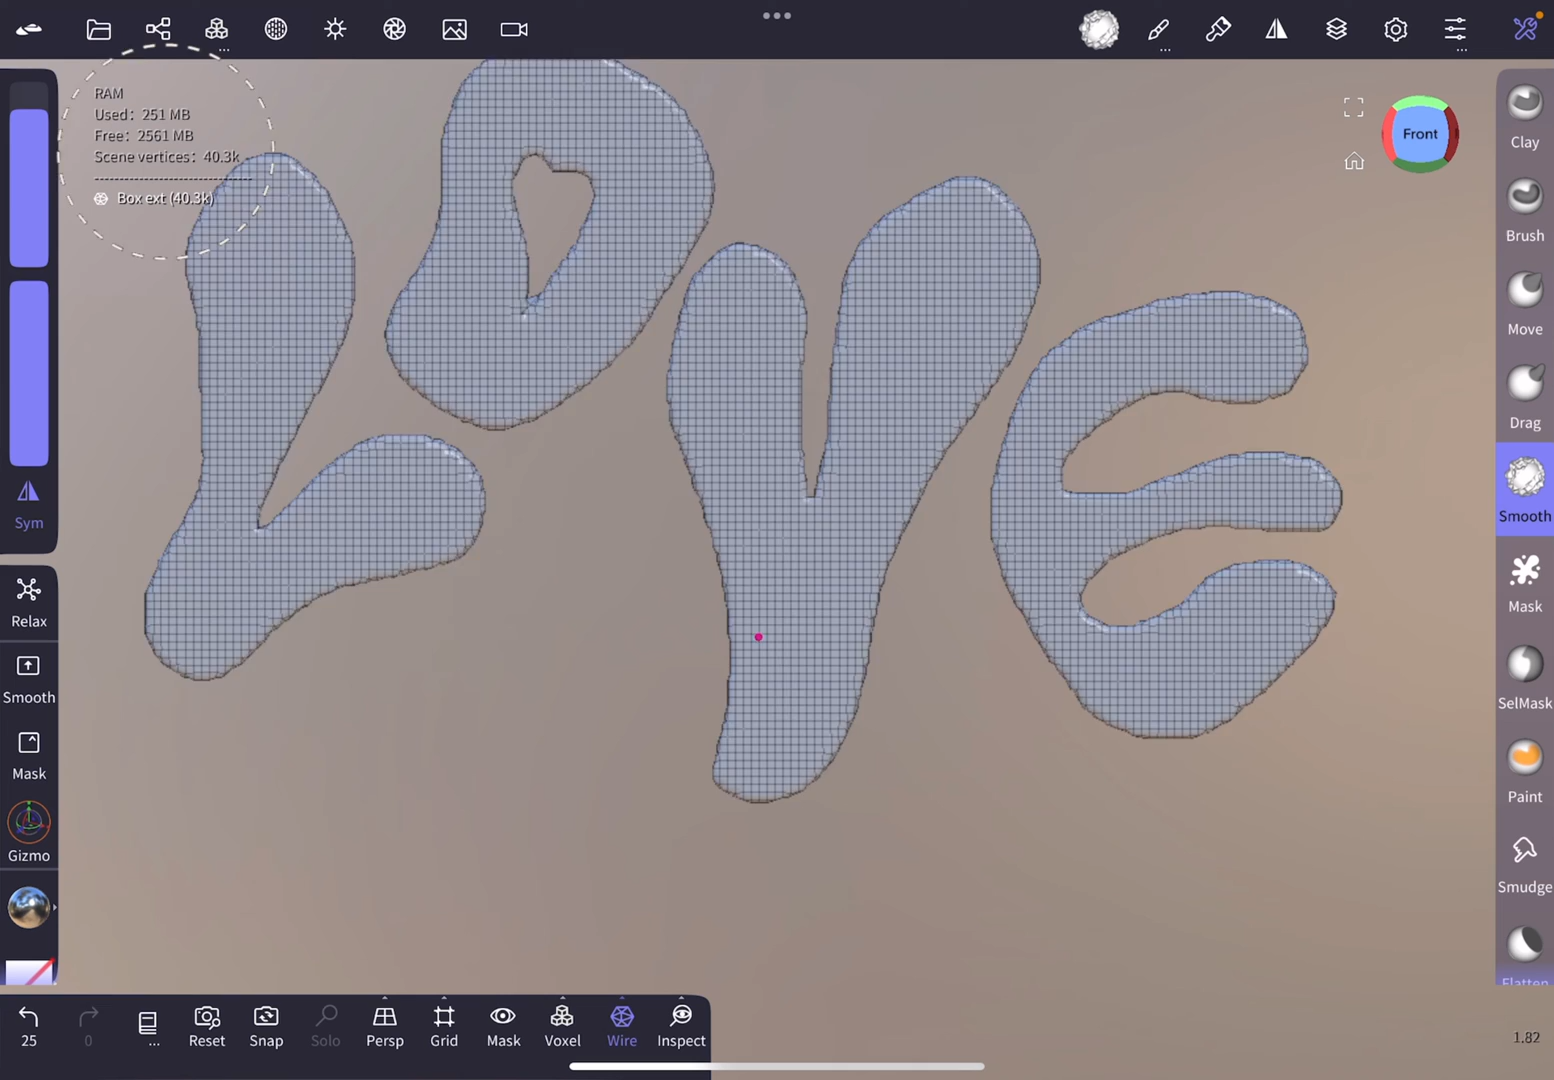 RAM
Used: 251 MB
Free: 2561 MB
Scene vertices: 40.3k
Box ext (40.3k)
LOVE
Front
Sym
Relax
Smooth
Mask
Gizmo
Clay
Brush
Move
Drag
Smooth
Mask
SelMask
Paint
Smudge
Flatten
25
0
...
Reset
Snap
Solo
Persp
Grid
Mask
Voxel
Wire
Inspect
1.82